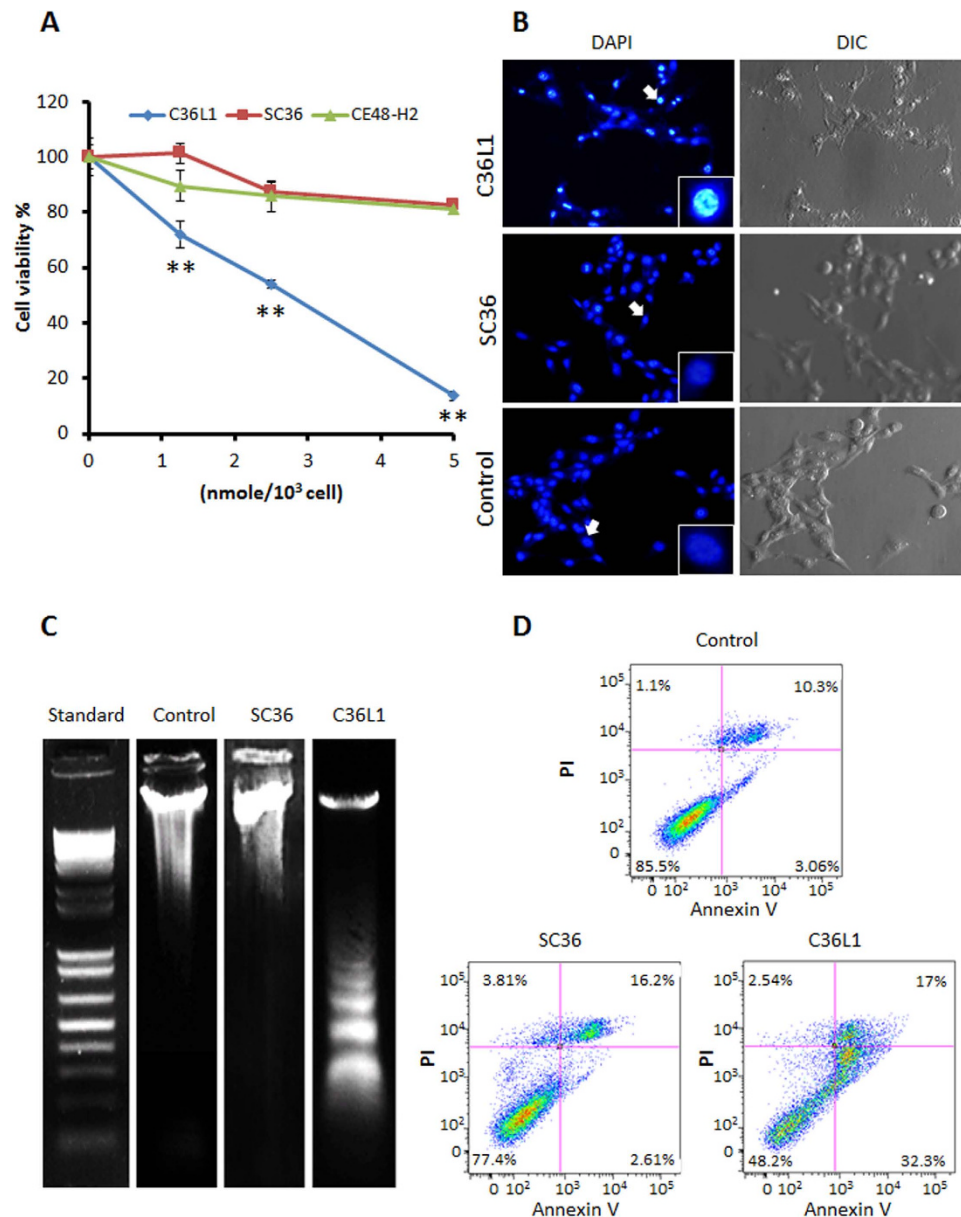 A
C36L1 SC36 CE48-H2
120
100
80
60
40
20
0
Cell viability %
**
**
**
0 1 2 3 4 5
(nmole/10³ cell)
B
DAPI DIC
C36L1
SC36
Control
C
Standard Control SC36 C36L1
D
Control
1.1% 10.3%
85.5% 3.06%
10⁵
10⁴
10³
10²
0
PI
0 10² 10³ 10⁴ 10⁵
Annexin V
SC36
3.81% 16.2%
77.4% 2.61%
10⁵
10⁴
10³
10²
0
PI
0 10² 10³ 10⁴ 10⁵
Annexin V
C36L1
2.54% 17%
48.2% 32.3%
10⁵
10⁴
10³
10²
0
PI
0 10² 10³ 10⁴ 10⁵
Annexin V